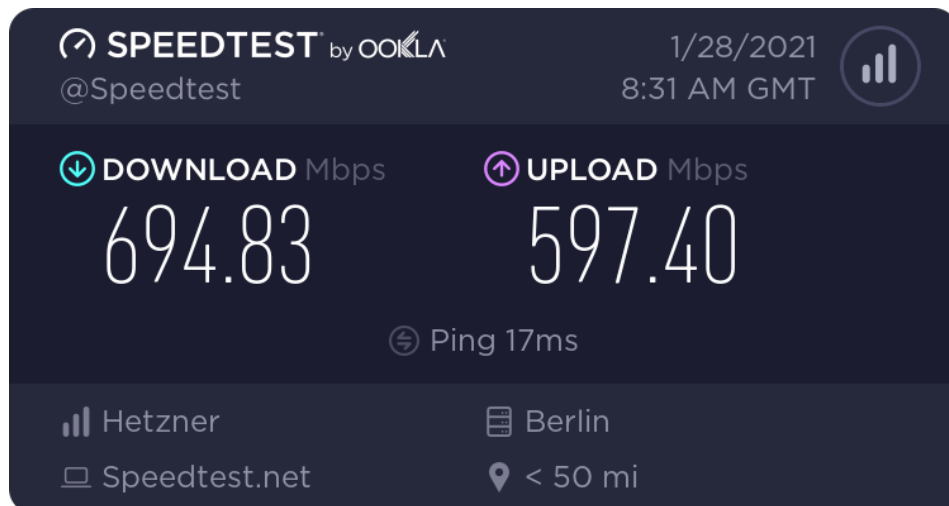 SPEEDTEST by OOKLA
@Speedtest
1/28/2021
8:31 AM GMT
DOWNLOAD Mbps
694.83
UPLOAD Mbps
597.40
Ping 17ms
Hetzner
Berlin
Speedtest.net
< 50 mi